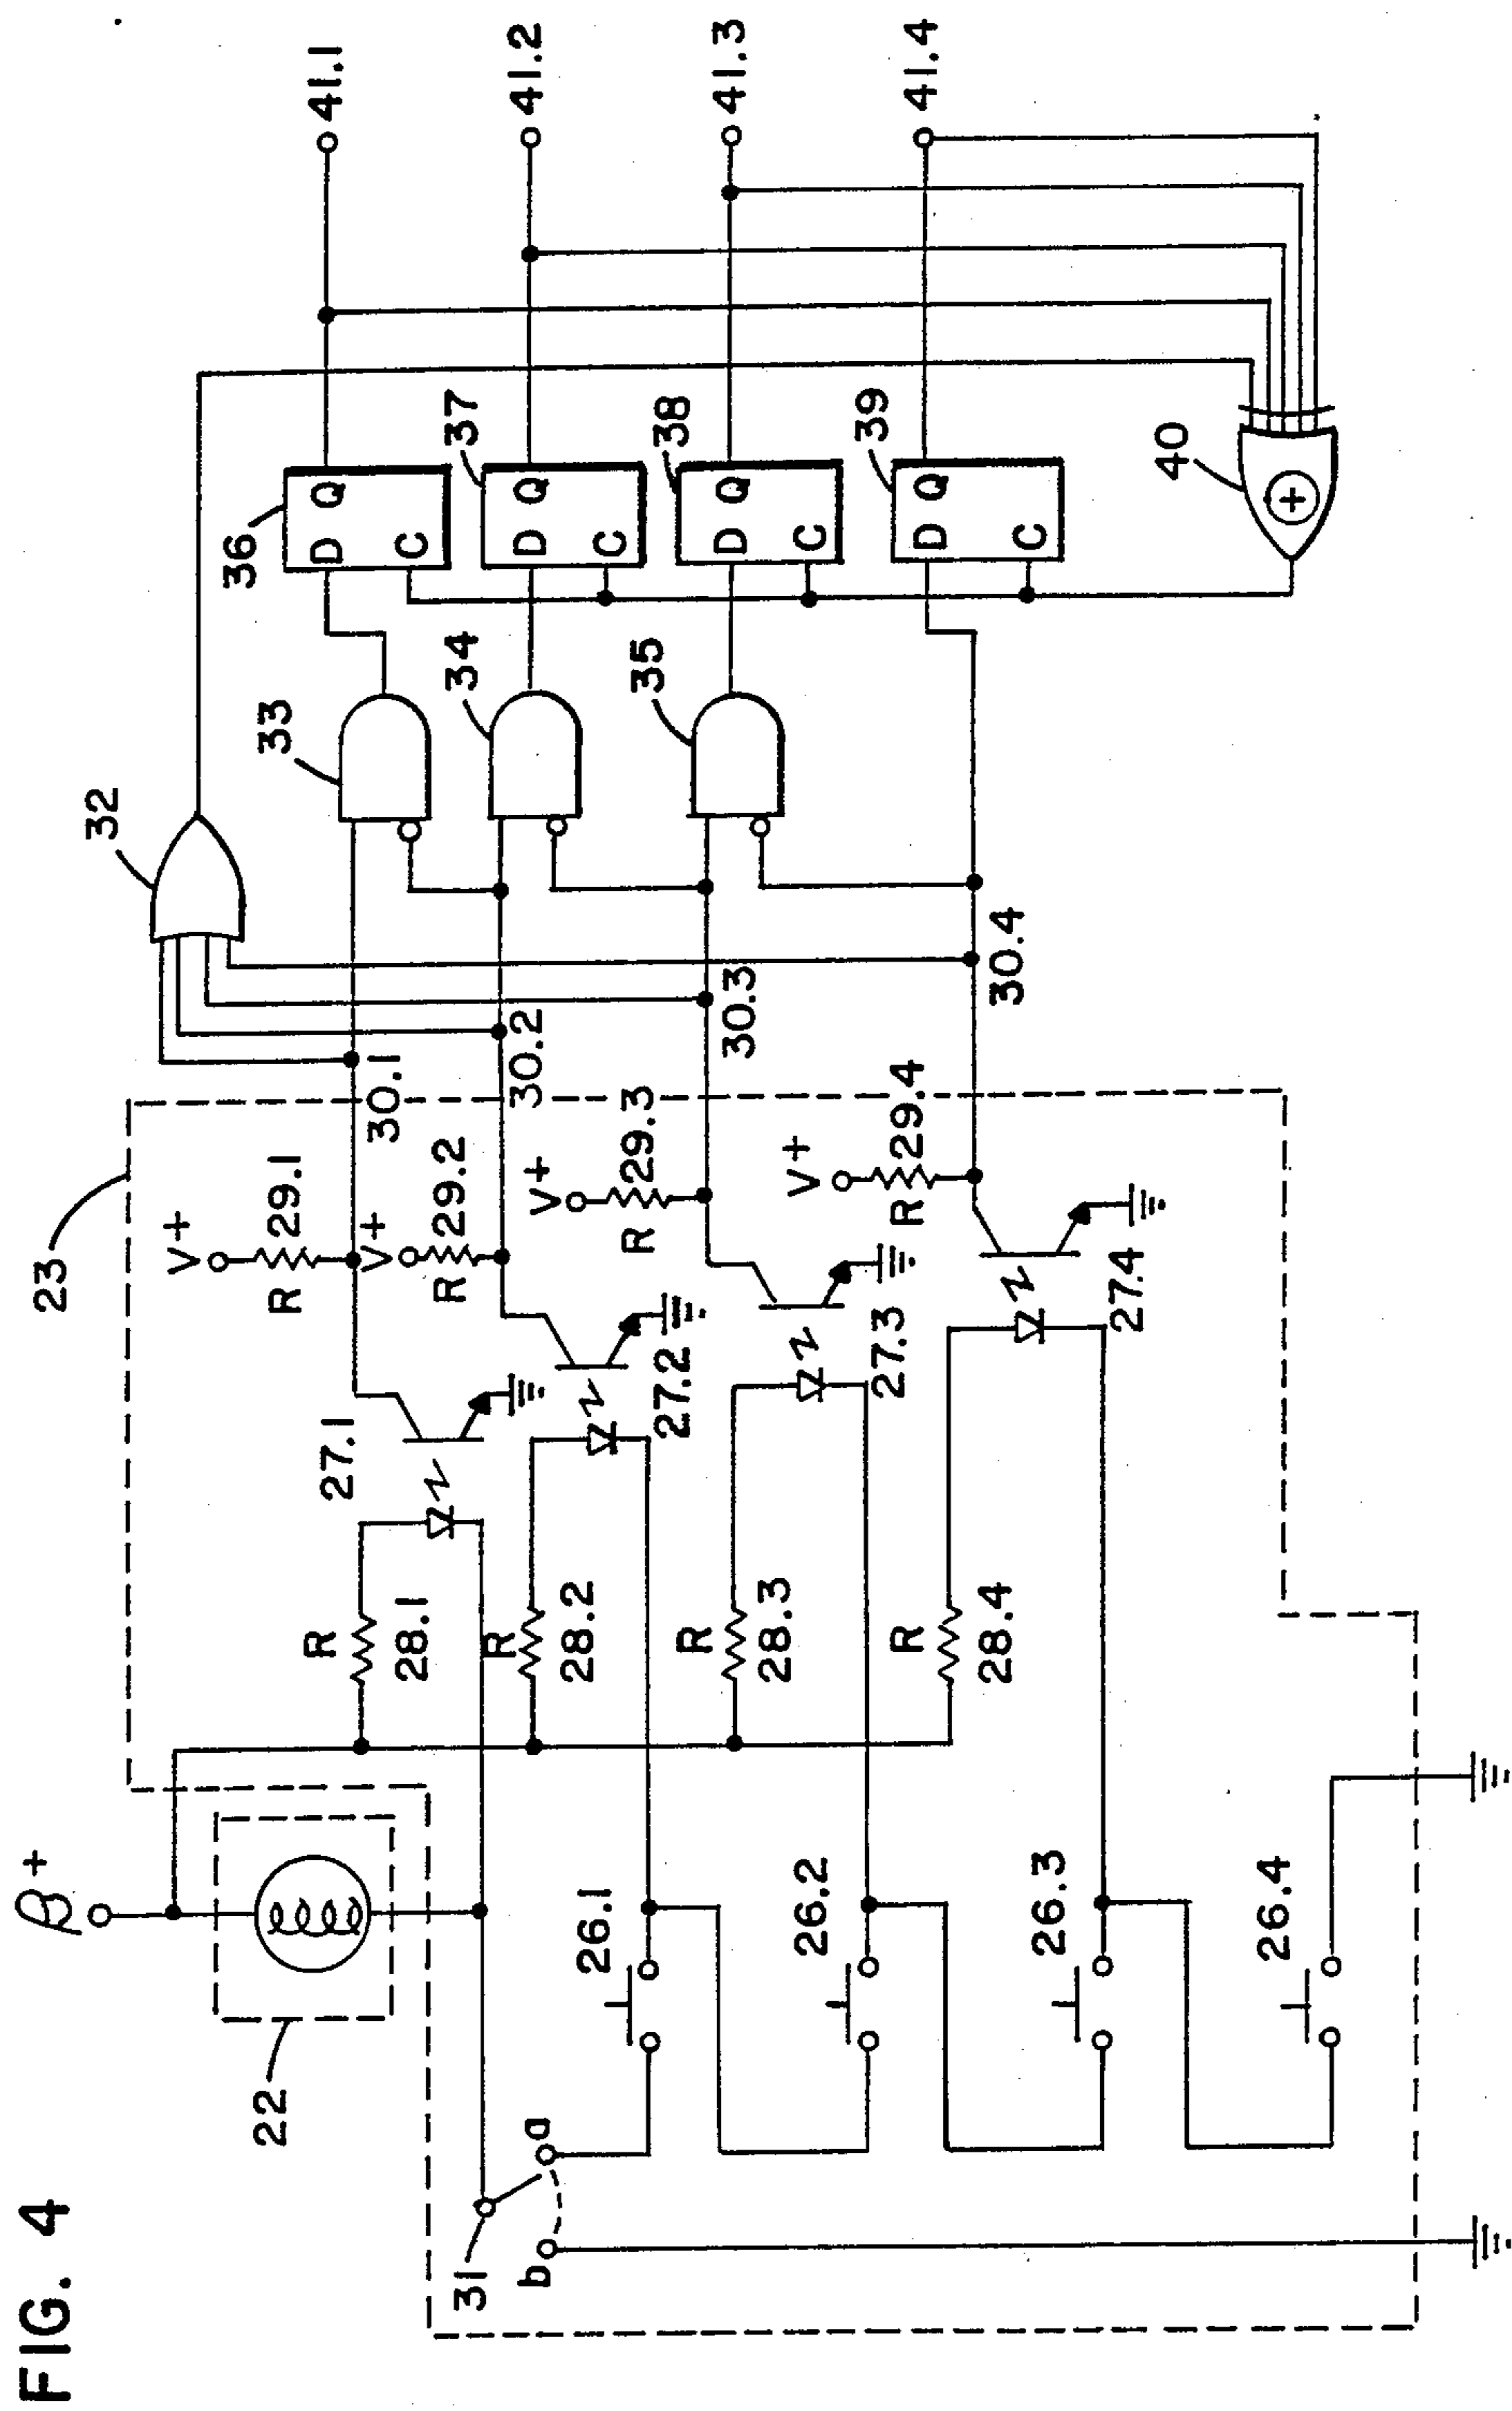 FIG. 4
B+
22
23
31
a
b
26.1
26.2
26.3
26.4
R
28.1
R
28.2
R
28.3
R
28.4
27.1
27.2
27.3
27.4
V+
R
29.1
V+
R
29.2
V+
R
29.3
V+
R
29.4
30.1
30.2
30.3
30.4
32
33
34
35
36
D Q
C
37
D Q
C
38
D Q
C
39
D Q
C
40
+
41.1
41.2
41.3
41.4